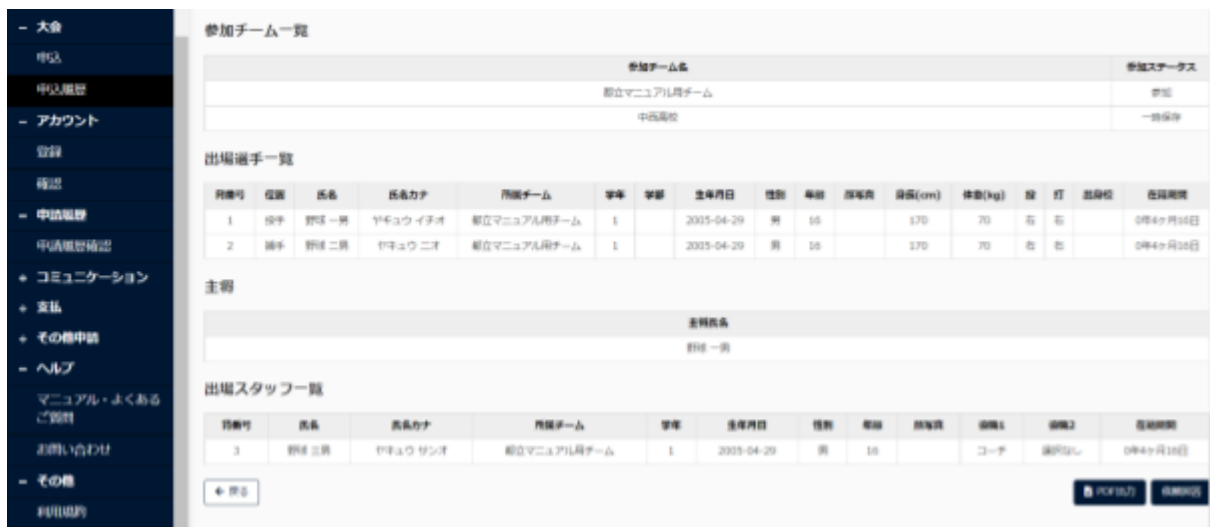 − 大会
申込
申込履歴
− アカウント
登録
確認
− 申請履歴
申請履歴確認
+ コミュニケーション
+ 支払
+ その他申請
− ヘルプ
マニュアル・よくある
ご質問
お問い合わせ
− その他
利用規約
参加チーム一覧
参加チーム名 参加ステータス
都立マニュアル用チーム 参加
中西高校 一時保存
出場選手一覧
背番号 位置 氏名 氏名カナ 所属チーム 学年 学部 生年月日 性別 年齢 顔写真 身長(cm) 体重(kg) 投 打 出身校 在籍期間
1 投手 野球 一男 ヤキュウ イチオ 都立マニュアル用チーム 1 2005-04-29 男 16 170 70 右 右 0年4ヶ月16日
2 捕手 野球 二男 ヤキュウ ニオ 都立マニュアル用チーム 1 2005-04-29 男 16 170 70 右 右 0年4ヶ月16日
主将
主将氏名
野球 一男
出場スタッフ一覧
背番号 氏名 氏名カナ 所属チーム 学年 生年月日 性別 年齢 顔写真 役職1 役職2 在籍期間
3 野球 三男 ヤキュウ サンオ 都立マニュアル用チーム 1 2005-04-29 男 16 コーチ 選択なし 0年4ヶ月16日
戻る
PDF出力